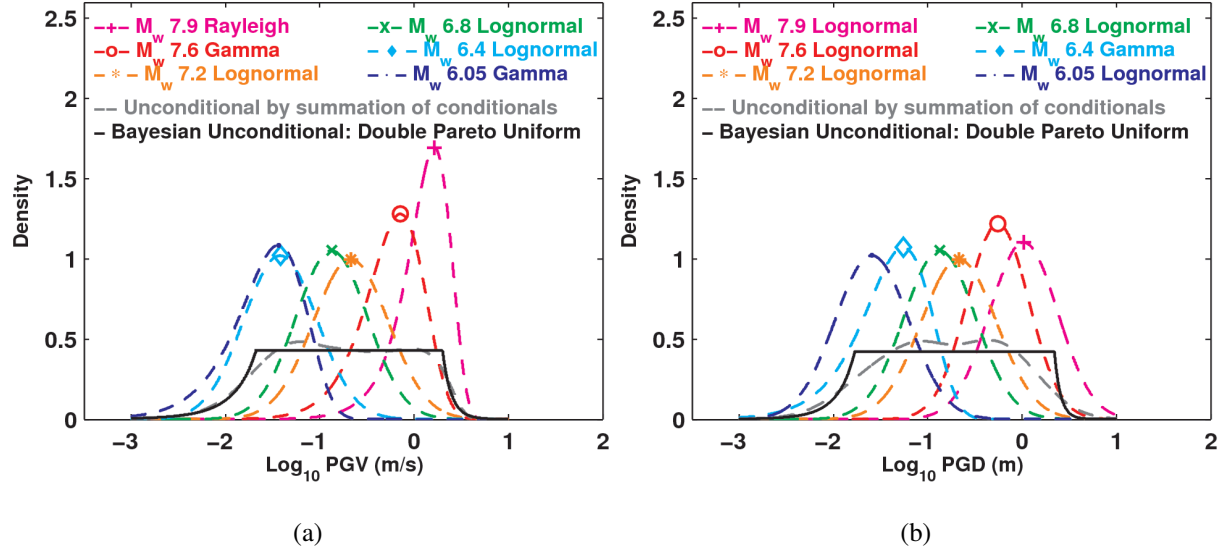 2.5
2
1.5
1
0.5
0
Density
M_w 7.9 Rayleigh
M_w 7.6 Gamma
M_w 7.2 Lognormal
M_w 6.8 Lognormal
M_w 6.4 Lognormal
M_w 6.05 Gamma
Unconditional by summation of conditionals
Bayesian Unconditional: Double Pareto Uniform
−3 −2 −1 0 1 2
Log_10 PGV (m/s)
(a)
2.5
2
1.5
1
0.5
0
Density
M_w 7.9 Lognormal
M_w 7.6 Lognormal
M_w 7.2 Lognormal
M_w 6.8 Lognormal
M_w 6.4 Gamma
M_w 6.05 Gamma
Unconditional by summation of conditionals
Bayesian Unconditional: Double Pareto Uniform
−3 −2 −1 0 1 2
Log_10 PGD (m)
(b)